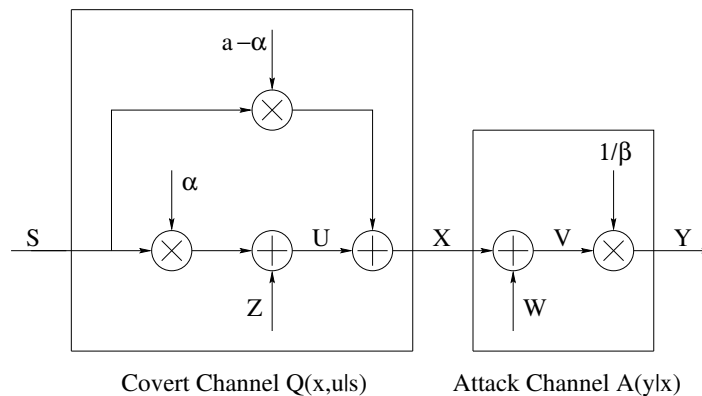 a−α
1/β
α
S
U
X
V
Y
Z
W
Covert Channel Q(x,u|s)
Attack Channel A(y|x)